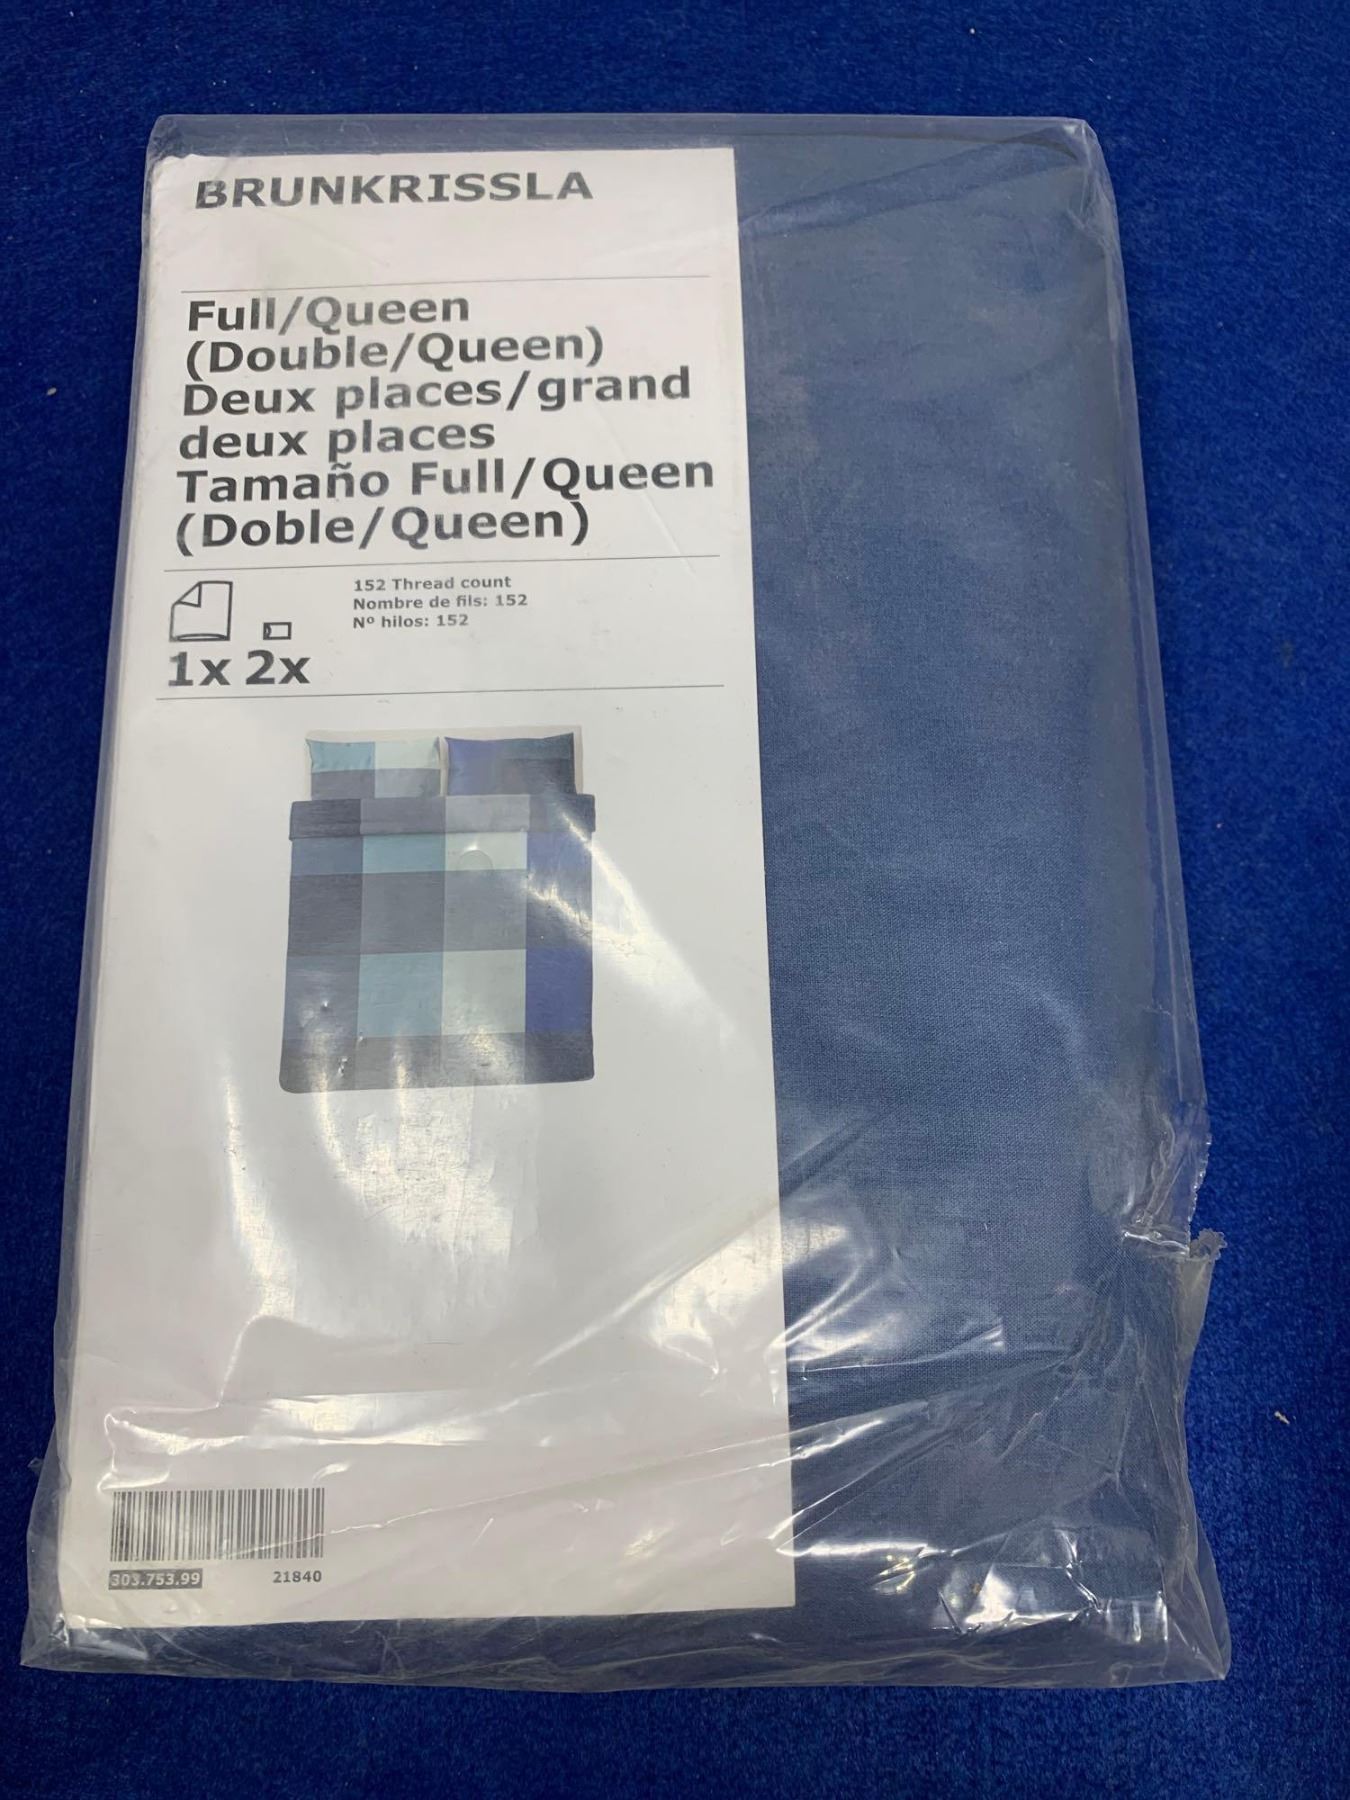 BRUNKRISSLA
Full/Queen
(Double/Queen)
Deux places/grand
deux places
Tamaño Full/Queen
(Doble/Queen)
152 Thread count
Nombre de fils: 152
Nº hilos: 152
1x 2x
303.753.99 21840